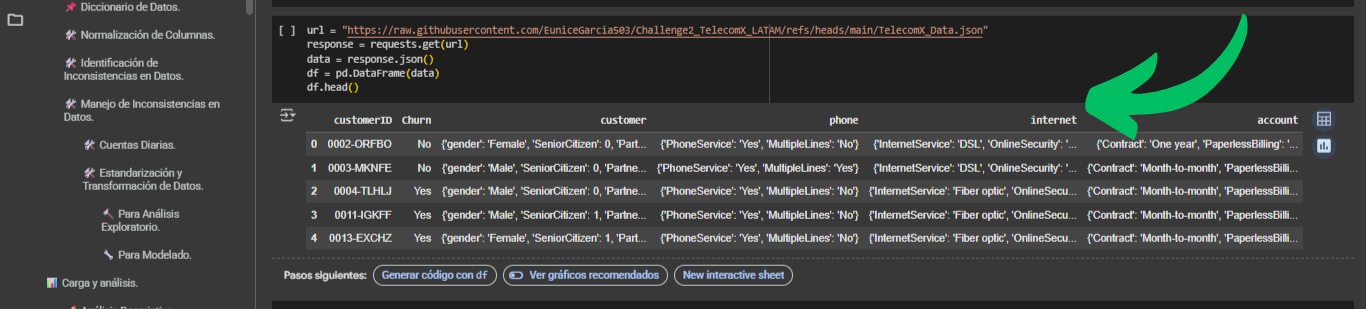 Diccionario de Datos.
Normalización de Columnas.
Identificación de
Inconsistencias en Datos.
Manejo de Inconsistencias en
Datos.
Cuentas Diarias.
Estandarización y
Transformación de Datos.
Para Análisis
Exploratorio.
Para Modelado.
Carga y análisis.
Análisis Descriptivo
[ ] url = "https://raw.githubusercontent.com/EuniceGarcia503/Challenge2_TelecomX_LATAM/refs/heads/main/TelecomX_Data.json"
response = requests.get(url)
data = response.json()
df = pd.DataFrame(data)
df.head()
customerID Churn customer phone internet account
0 0002-ORFBO No {'gender': 'Female', 'SeniorCitizen': 0, 'Part... {'PhoneService': 'Yes', 'MultipleLines': 'No'} {'InternetService': 'DSL', 'OnlineSecurity': '... {'Contract': 'One year', 'PaperlessBilling': '...
1 0003-MKNFE No {'gender': 'Male', 'SeniorCitizen': 0, 'Partne... {'PhoneService': 'Yes', 'MultipleLines': 'Yes'} {'InternetService': 'DSL', 'OnlineSecurity': '... {'Contract': 'Month-to-month', 'PaperlessBilli...
2 0004-TLHLJ Yes {'gender': 'Male', 'SeniorCitizen': 0, 'Partne... {'PhoneService': 'Yes', 'MultipleLines': 'No'} {'InternetService': 'Fiber optic', 'OnlineSecu... {'Contract': 'Month-to-month', 'PaperlessBilli...
3 0011-IGKFF Yes {'gender': 'Male', 'SeniorCitizen': 1, 'Partne... {'PhoneService': 'Yes', 'MultipleLines': 'No'} {'InternetService': 'Fiber optic', 'OnlineSecu... {'Contract': 'Month-to-month', 'PaperlessBilli...
4 0013-EXCHZ Yes {'gender': 'Female', 'SeniorCitizen': 1, 'Part... {'PhoneService': 'Yes', 'MultipleLines': 'No'} {'InternetService': 'Fiber optic', 'OnlineSecu... {'Contract': 'Month-to-month', 'PaperlessBilli...
Pasos siguientes: Generar código con df Ver gráficos recomendados New interactive sheet